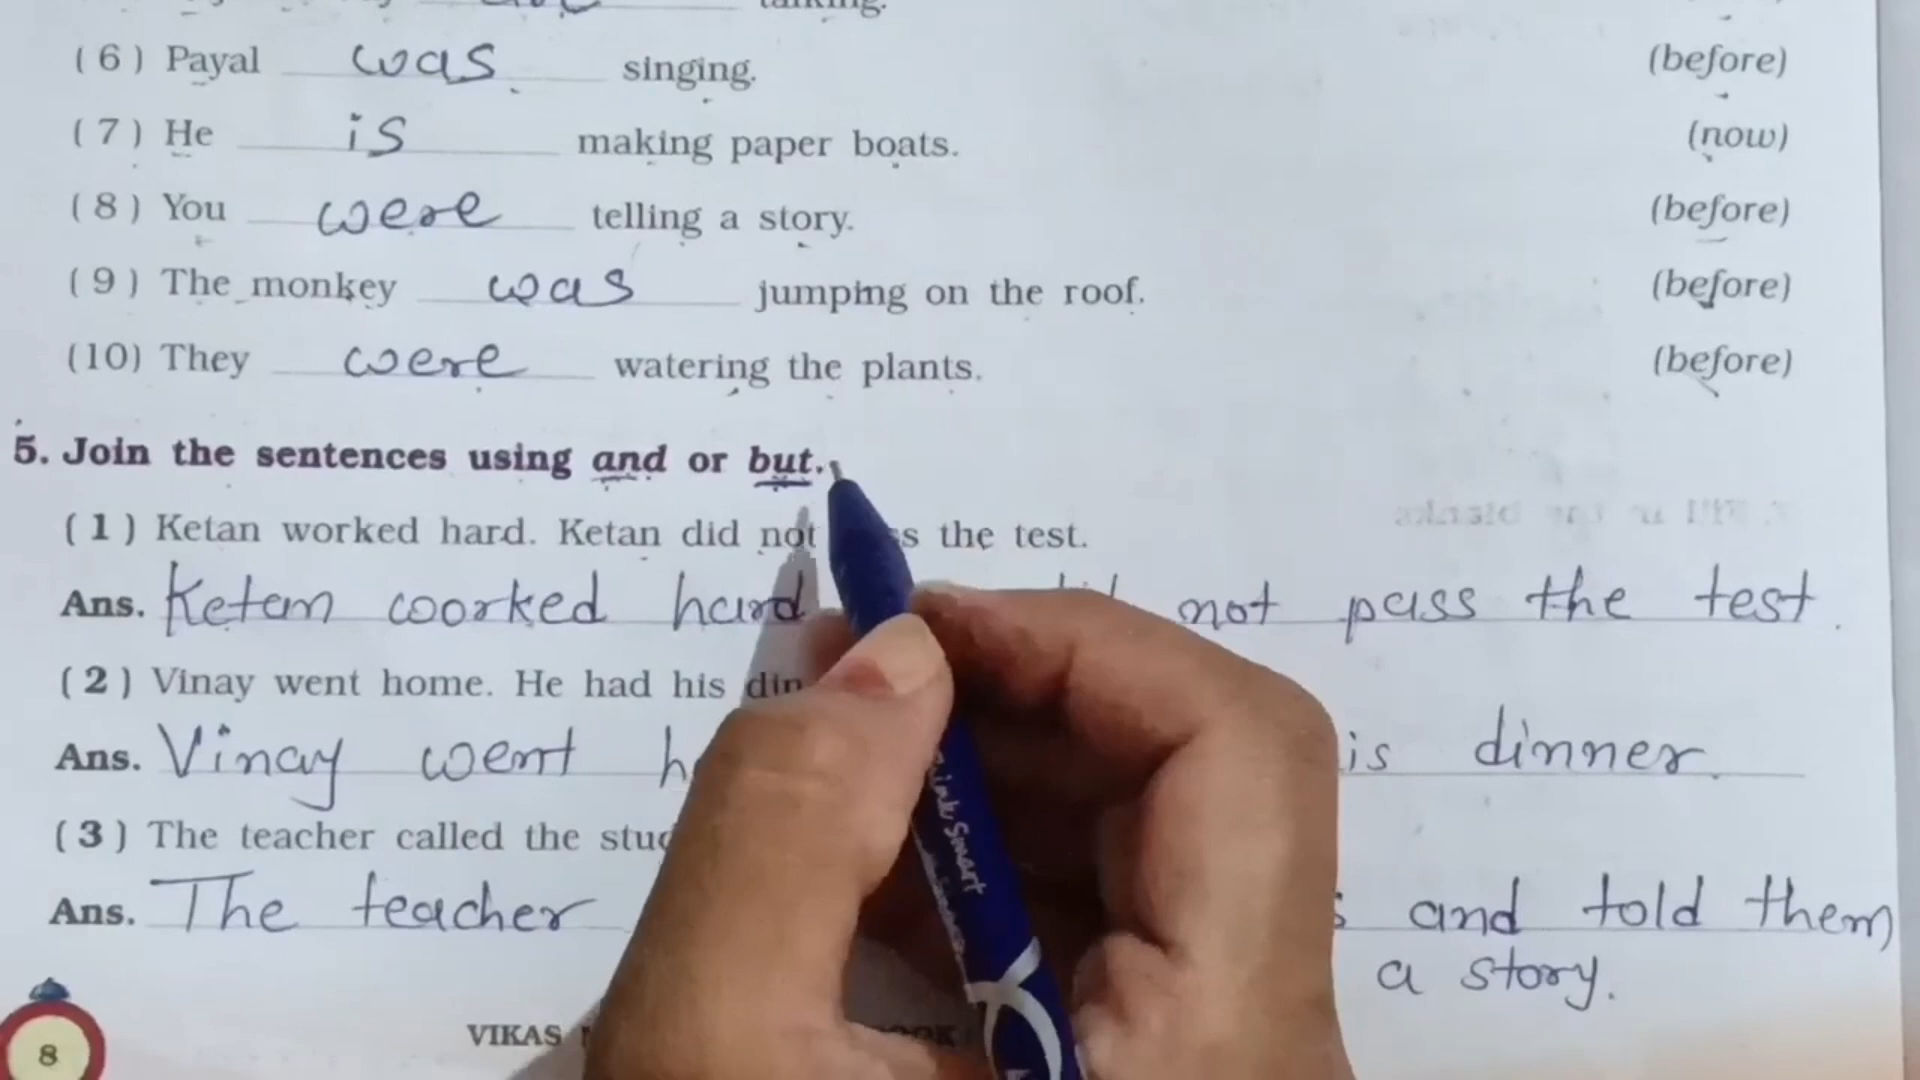 talking.
(6) Payal was singing. (before)
(7) He is making paper boats. (now)
(8) You were telling a story. (before)
(9) The monkey was jumping on the roof. (before)
(10) They were watering the plants. (before)
5. Join the sentences using and or but.
(1) Ketan worked hard. Ketan did not the test.
Ans. Ketan worked hard not pass the test.
(2) Vinay went home. He had his
Ans. Vinay went dinner.
(3) The teacher called the
Ans. The teacher and told them
a story.
8 VIKAS